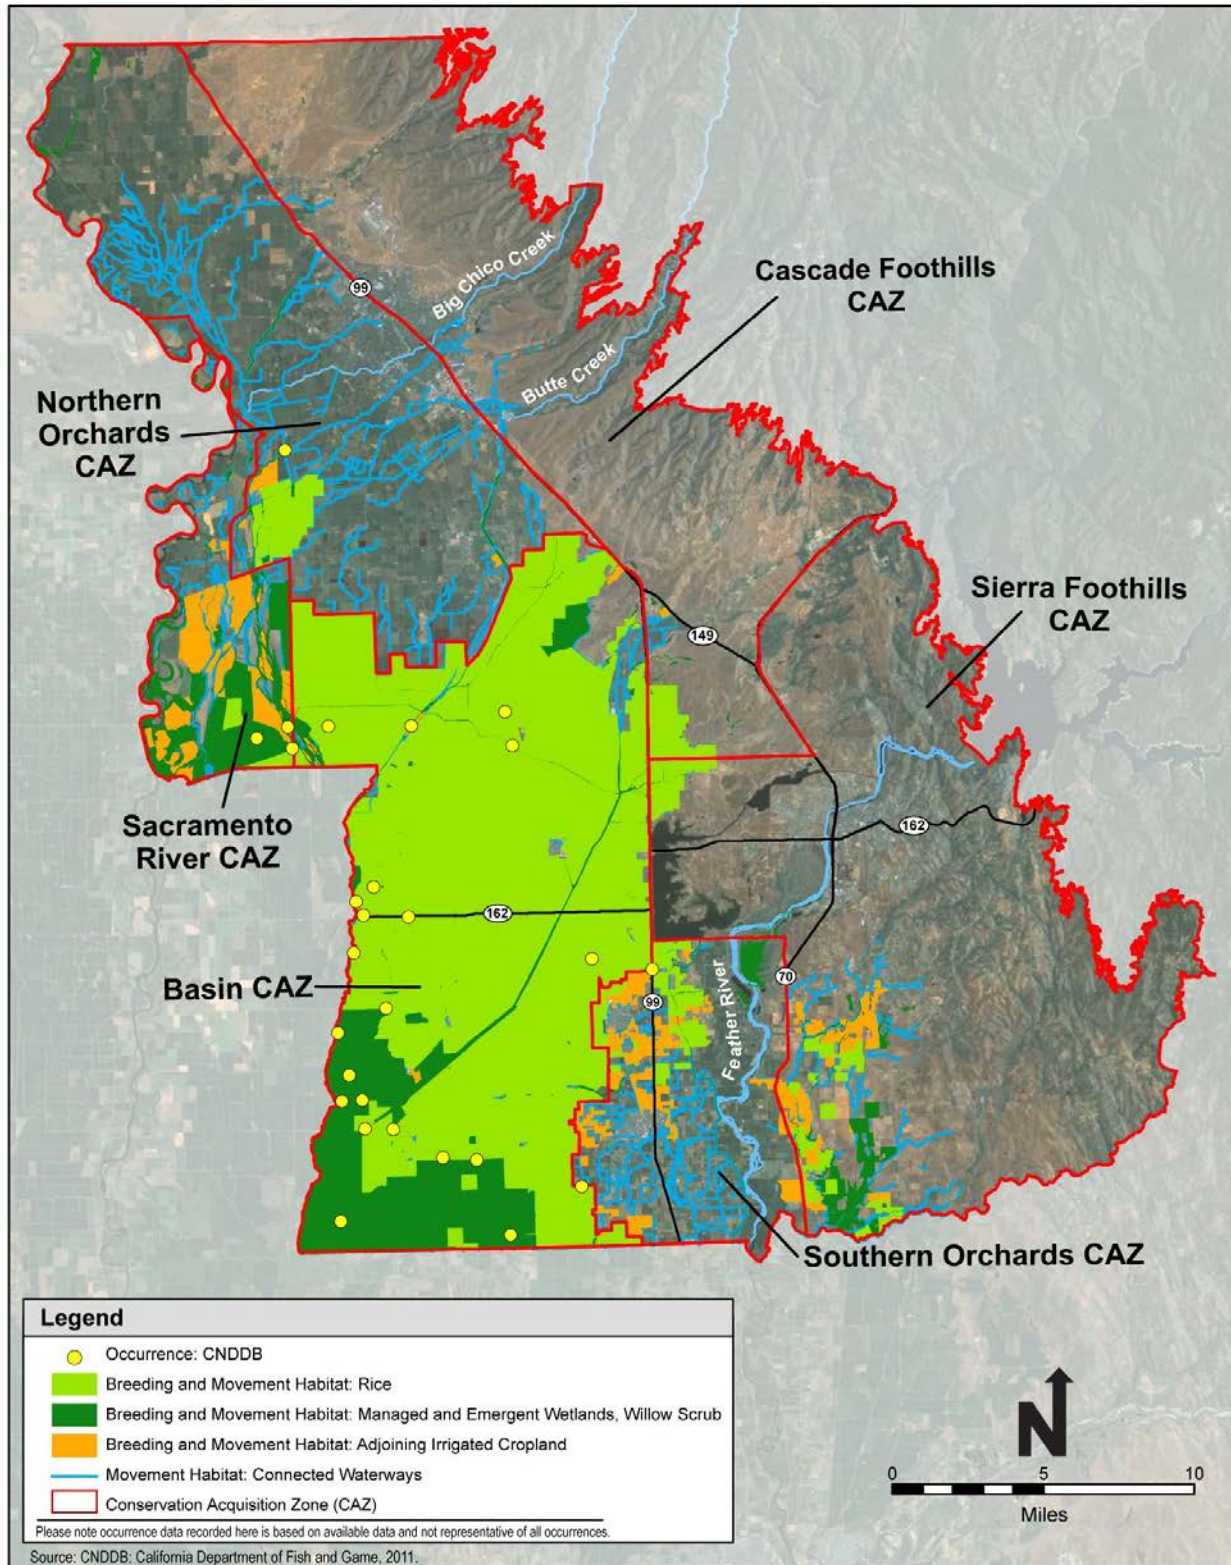 Cascade Foothills
CAZ
99
Big Chico Creek
Butte Creek
Northern
Orchards
CAZ
Sierra Foothills
CAZ
149
Sacramento
River CAZ
162
162
Basin CAZ
70
99
Feather River
Southern Orchards CAZ
Legend
Occurrence: CNDDB
Breeding and Movement Habitat: Rice
Breeding and Movement Habitat: Managed and Emergent Wetlands, Willow Scrub
Breeding and Movement Habitat: Adjoining Irrigated Cropland
Movement Habitat: Connected Waterways
Conservation Acquisition Zone (CAZ)
Please note occurrence data recorded here is based on available data and not representative of all occurrences.
Source: CNDDB: California Department of Fish and Game, 2011.
N
0 5 10
Miles